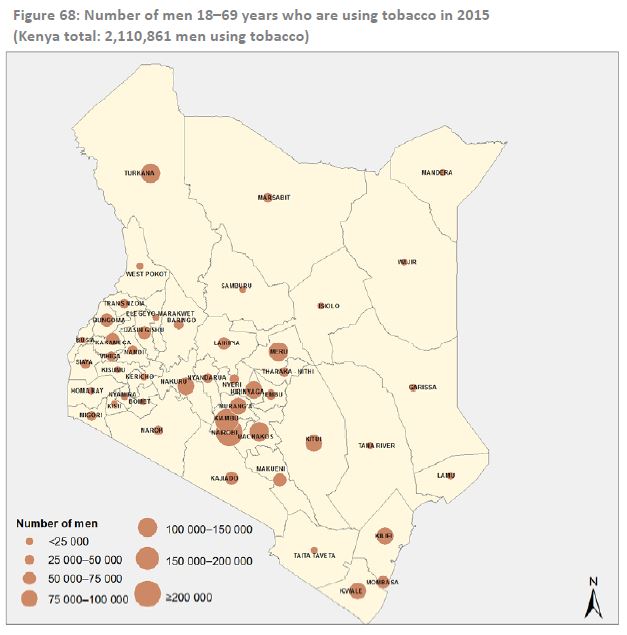 Figure 68: Number of men 18–69 years who are using tobacco in 2015
(Kenya total: 2,110,861 men using tobacco)
TURKANA
MANDERA
MARSABIT
WAJIR
WEST POKOT
SAMBURU
ISIOLO
TRANS NZOIA
ELEGEYO-MARAKWET
BUNGOMA
BARINGO
UASIN GISHU
BUSIA
KAKAMEGA
LAIKIPIA
NANDI
MERU
VIHIGA
SIAYA
KISUMU
THARAKA - NITHI
KERICHO
NYANDARUA
NAKURU
NYERI
GARISSA
HOMA BAY
KIRINYAGA
NYAMIRA
EMBU
BOMET
KISII
MURANG'A
MIGORI
KIAMBU
NAROK
NAIROBI
MACHAKOS
KITUI
TANA RIVER
MAKUENI
KAJIADO
LAMU
Number of men
<25 000
25 000–50 000
50 000–75 000
75 000–100 000
100 000–150 000
150 000–200 000
≥200 000
KILIFI
TAITA TAVETA
MOMBASA
KWALE
N